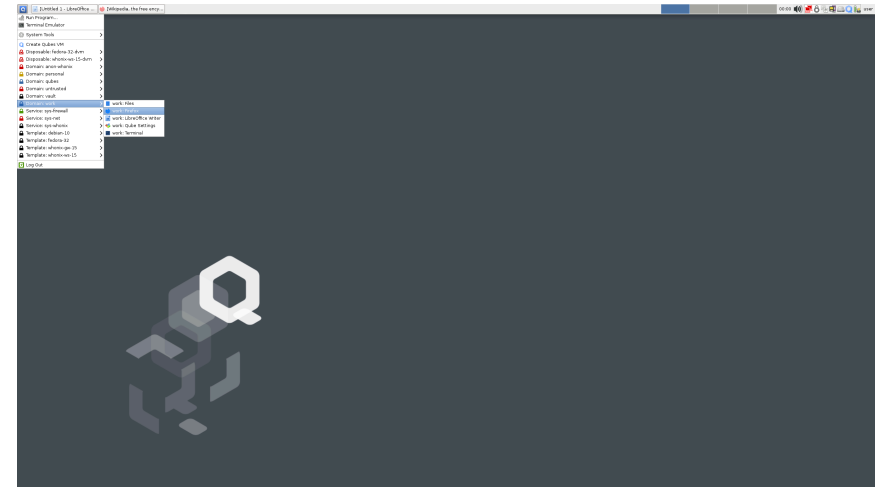 [Untitled 1 - LibreOffice ...
[Wikipedia, the free ency...
00:00
user
Run Program...
Terminal Emulator
System Tools
Create Qubes VM
Disposable: fedora-32-dvm
Disposable: whonix-ws-15-dvm
Domain: anon-whonix
Domain: personal
Domain: qubes
Domain: untrusted
Domain: vault
Domain: work
work: Files
work: Firefox
work: LibreOffice Writer
work: Qube Settings
work: Terminal
Service: sys-firewall
Service: sys-net
Service: sys-whonix
Template: debian-10
Template: fedora-32
Template: whonix-gw-15
Template: whonix-ws-15
Log Out